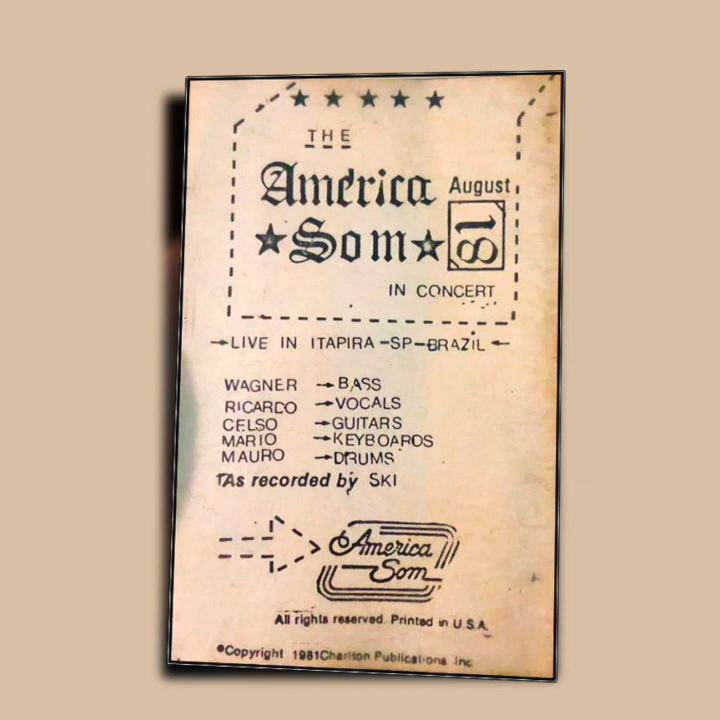 THE
América August
Som 81
IN CONCERT
LIVE IN ITAPIRA-SP-BRAZIL
WAGNER → BASS
RICARDO → VOCALS
CELSO → GUITARS
MARIO → KEYBOARDS
MAURO → DRUMS
As recorded by SKI
America
Som
All rights reserved. Printed in U.S.A.
©Copyright 1981 Charlton Publications Inc